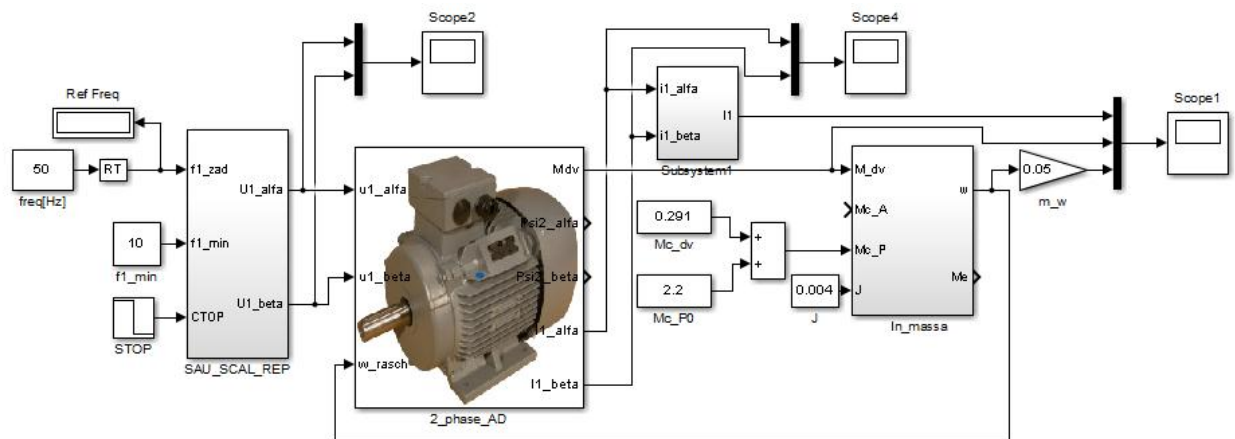 Scope2
Scope4
Scope1
Ref Freq
50
freq[Hz]
RT
10
f1_min
STOP
f1_zad
f1_min
CTOP
U1_alfa
U1_beta
SAU_SCAL_REP
u1_alfa
u1_beta
w_rasch
Mdv
Psi2_alfa
Psi2_beta
I1_alfa
I1_beta
2_phase_AD
i1_alfa
i1_beta
I1
Subsystem1
0.291
Mc_dv
2.2
Mc_P0
+
+
0.004
J
M_dv
Mc_A
Mc_P
J
w
Me
In_massa
0.05
m_w